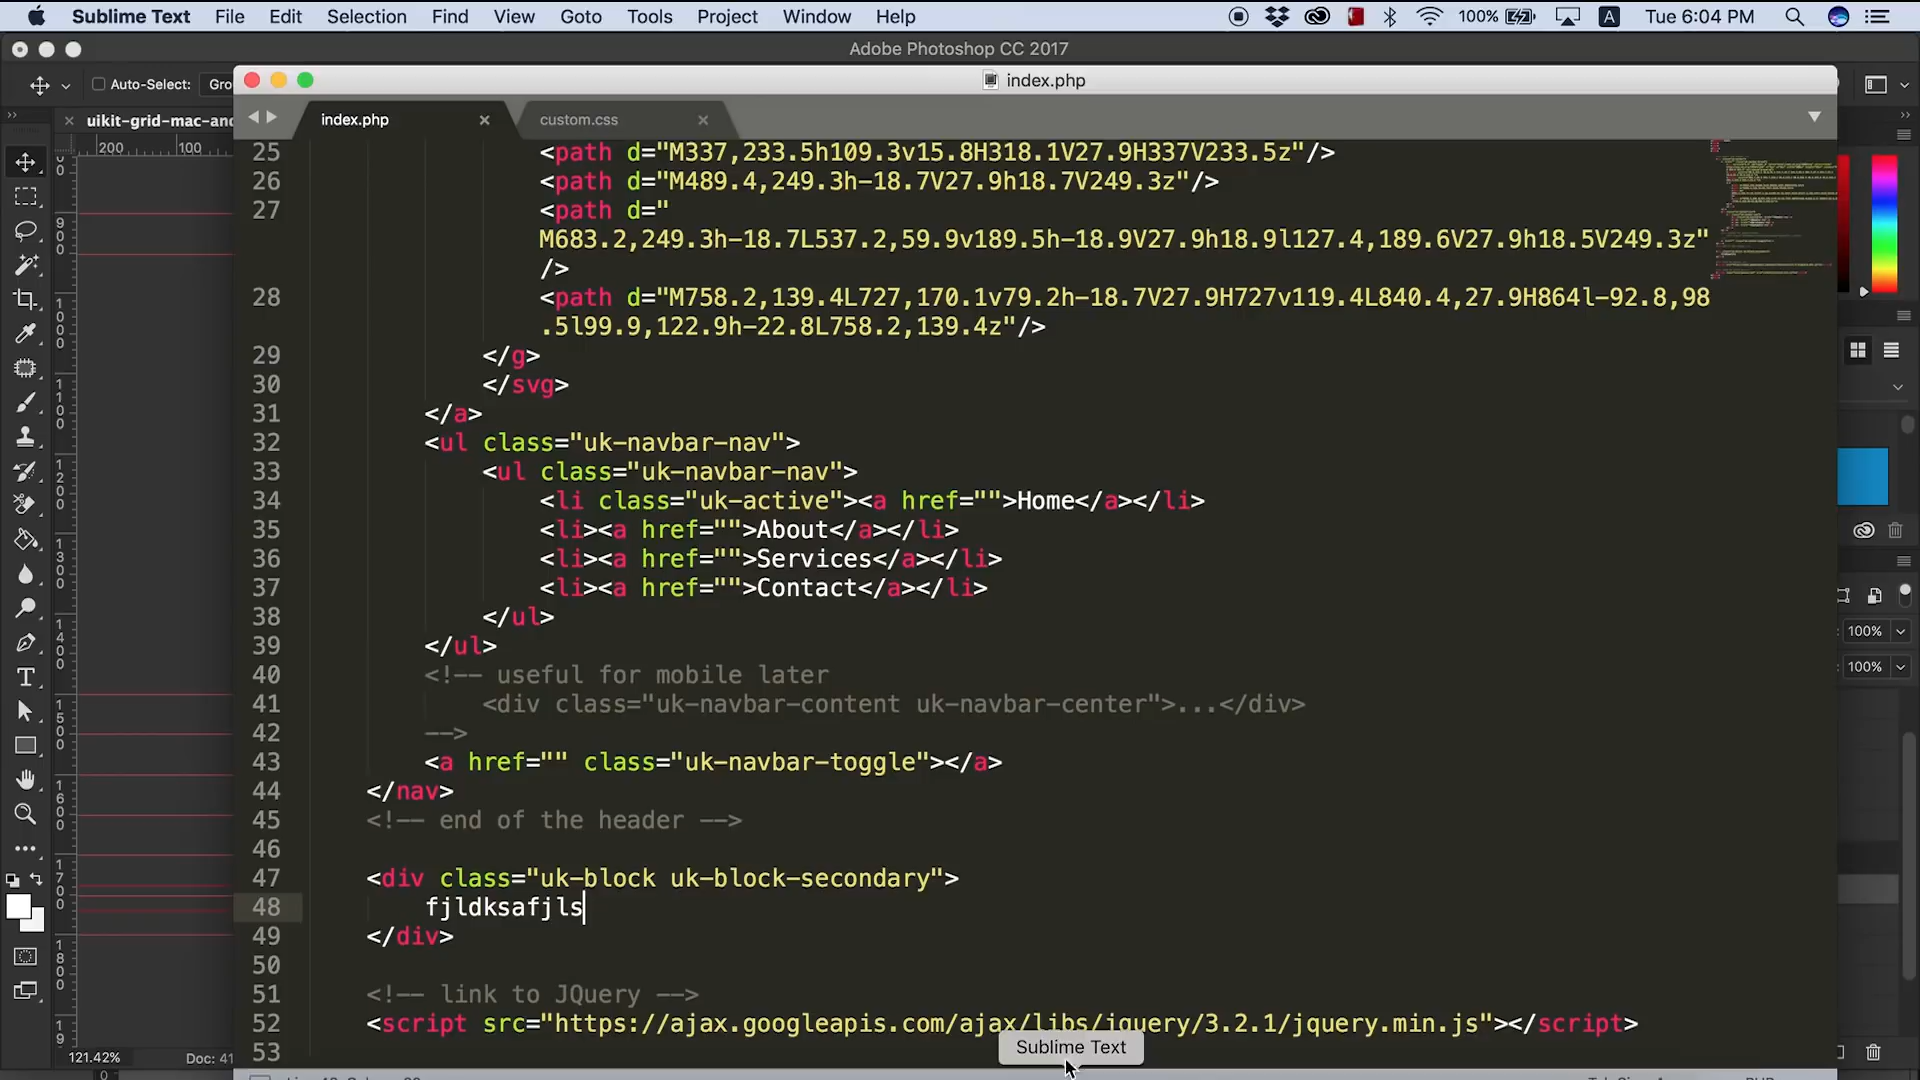 Sublime Text File Edit Selection Find View Goto Tools Project Window Help 100% A Tue 6:04 PM
Adobe Photoshop CC 2017
Auto-Select: Gro
index.php
uikit-grid-mac-and
index.php
custom.css
200 100
25 <path d="M337,233.5h109.3v15.8H318.1V27.9H337V233.5z"/>
26 <path d="M489.4,249.3h-18.7V27.9h18.7V249.3z"/>
27 <path d="
M683.2,249.3h-18.7L537.2,59.9v189.5h-18.9V27.9h18.9l127.4,189.6V27.9h18.5V249.3z"
/>
28 <path d="M758.2,139.4L727,170.1v79.2h-18.7V27.9H727v119.4L840.4,27.9H864l-92.8,98
.5l99.9,122.9h-22.8L758.2,139.4z"/>
29 </g>
30 </svg>
31 </a>
32 <ul class="uk-navbar-nav">
33 <ul class="uk-navbar-nav">
34 <li class="uk-active"><a href="">Home</a></li>
35 <li><a href="">About</a></li>
36 <li><a href="">Services</a></li>
37 <li><a href="">Contact</a></li>
38 </ul>
39 </ul>
40 <!-- useful for mobile later
41 <div class="uk-navbar-content uk-navbar-center">...</div>
42 -->
43 <a href="" class="uk-navbar-toggle"></a>
44 </nav>
45 <!-- end of the header -->
46
47 <div class="uk-block uk-block-secondary">
48 fjldksafjls
49 </div>
50
51 <!-- link to JQuery -->
52 <script src="https://ajax.googleapis.com/ajax/libs/jquery/3.2.1/jquery.min.js"></script>
53
Sublime Text
100%
100%
121.42% Doc: 41